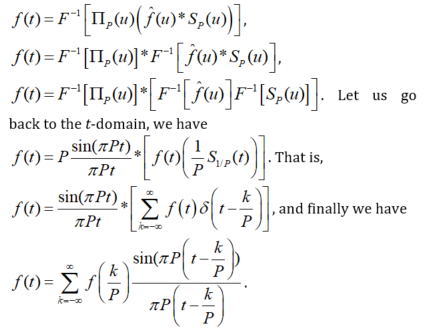 f(t) = F⁻¹[Π_P(u)(f̂(u)*S_P(u))],
f(t) = F⁻¹[Π_P(u)]*F⁻¹[f̂(u)*S_P(u)],
f(t) = F⁻¹[Π_P(u)]*[F⁻¹[f̂(u]F⁻¹[S_P(u)]]. Let us go
back to the t-domain, we have
f(t) = P sin(πPt)/πPt *[f(t)(1/P S_{1/P}(t))]. That is,
f(t) = sin(πPt)/πPt *[∑_{k=-∞}^{∞} f(t)δ(t-k/P)], and finally we have
f(t) = ∑_{k=-∞}^{∞} f(k/P) sin(πP(t-k/P))/πP(t-k/P).